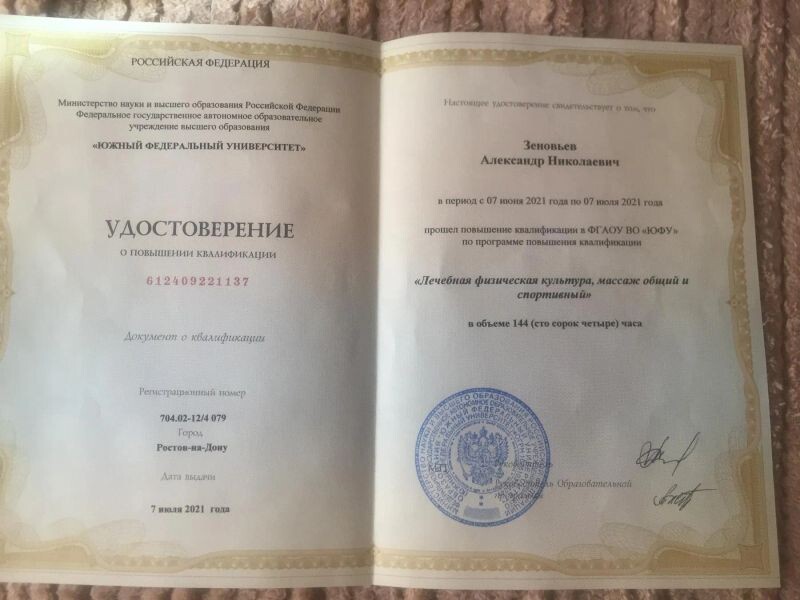 РОССИЙСКАЯ ФЕДЕРАЦИЯ
Министерство науки и высшего образования Российской Федерации
Федеральное государственное автономное образовательное
учреждение высшего образования
«ЮЖНЫЙ ФЕДЕРАЛЬНЫЙ УНИВЕРСИТЕТ»
УДОСТОВЕРЕНИЕ
О ПОВЫШЕНИИ КВАЛИФИКАЦИИ
612409221137
Документ о квалификации
Регистрационный номер
704.02-12/4 079
Город
Ростов-на-Дону
Дата выдачи
7 июля 2021 года
Настоящее удостоверение свидетельствует о том, что
Зеновьев
Александр Николаевич
в период с 07 июня 2021 года по 07 июля 2021 года
прошел повышение квалификации в ФГАОУ ВО «ЮФУ»
по программе повышения квалификации
«Лечебная физическая культура, массаж общий и
спортивный»
в объеме 144 (сто сорок четыре) часа
М.П.
Руководитель
Руководитель Образовательной
программы